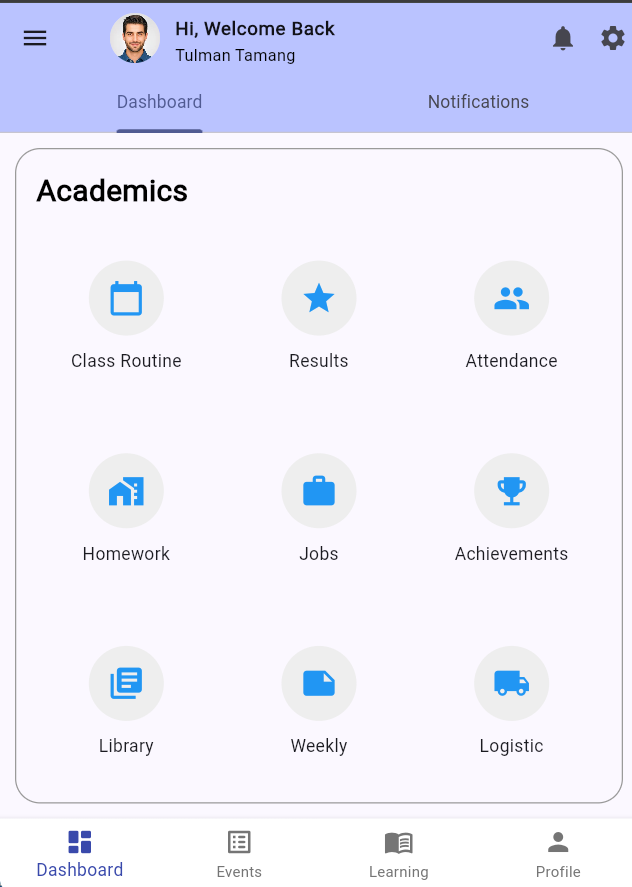 Hi, Welcome Back
Tulman Tamang
Dashboard Notifications
Academics
Class Routine Results Attendance
Homework Jobs Achievements
Library Weekly Logistic
Dashboard Events Learning Profile